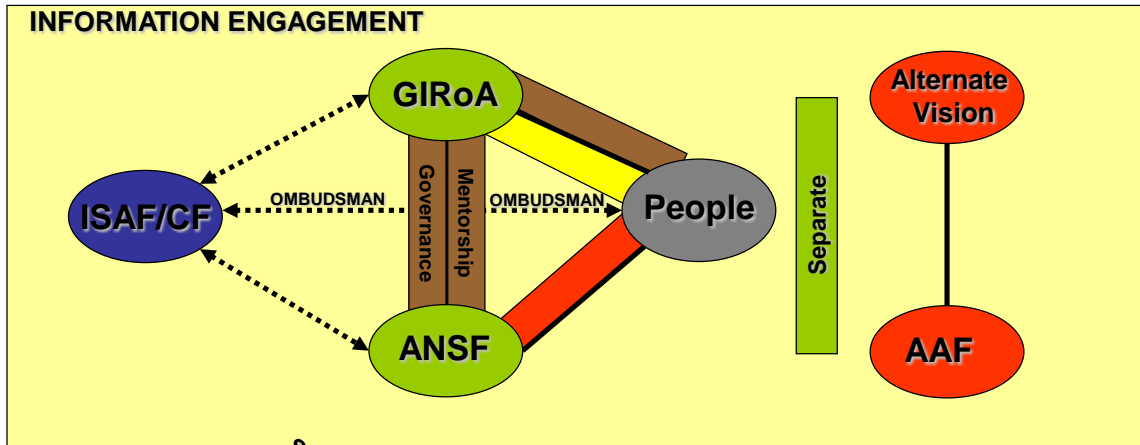 INFORMATION ENGAGEMENT
GIRoA
Alternate
Vision
ISAF/CF
OMBUDSMAN
Governance
Mentorship
OMBUDSMAN
People
Separate
ANSF
AAF